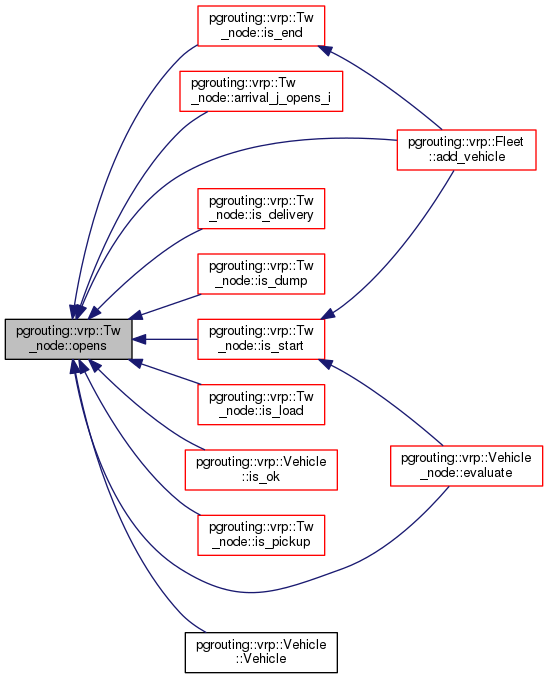 pgrouting::vrp::Tw
_node::is_end
pgrouting::vrp::Tw
_node::arrival_j_opens_i
pgrouting::vrp::Fleet
::add_vehicle
pgrouting::vrp::Tw
_node::is_delivery
pgrouting::vrp::Tw
_node::is_dump
pgrouting::vrp::Tw
_node::opens
pgrouting::vrp::Tw
_node::is_start
pgrouting::vrp::Tw
_node::is_load
pgrouting::vrp::Vehicle
::is_ok
pgrouting::vrp::Vehicle
_node::evaluate
pgrouting::vrp::Tw
_node::is_pickup
pgrouting::vrp::Vehicle
::Vehicle